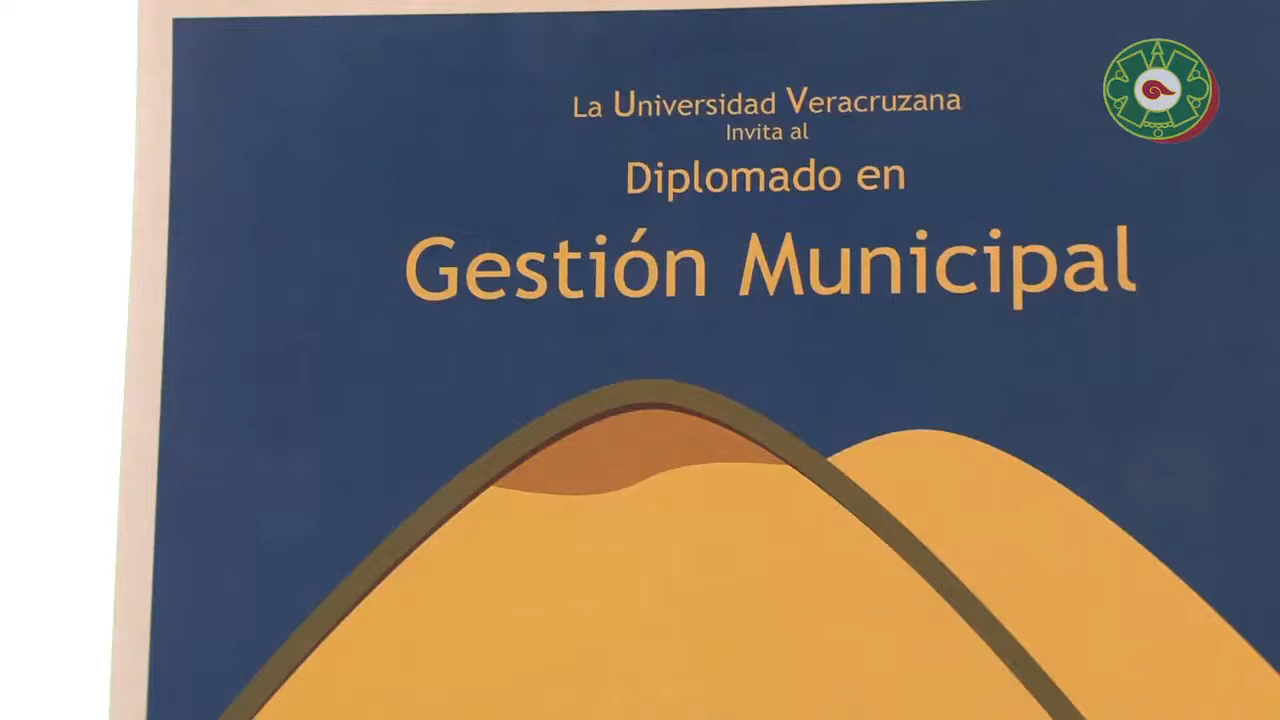 La Universidad Veracruzana
Invita al
Diplomado en
Gestión Municipal